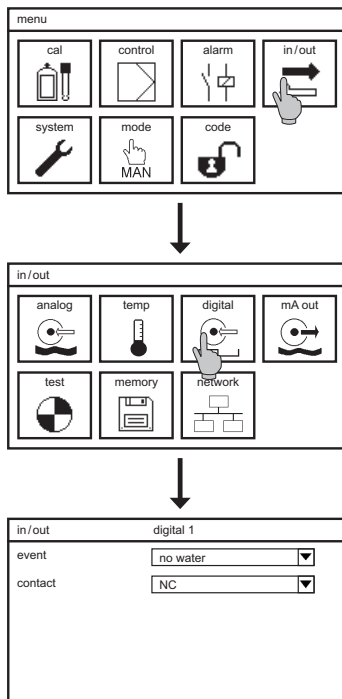 menu
cal control alarm in/out
system mode code
MAN
in/out
analog temp digital mA out
test memory network
in/out digital 1
event no water
contact NC